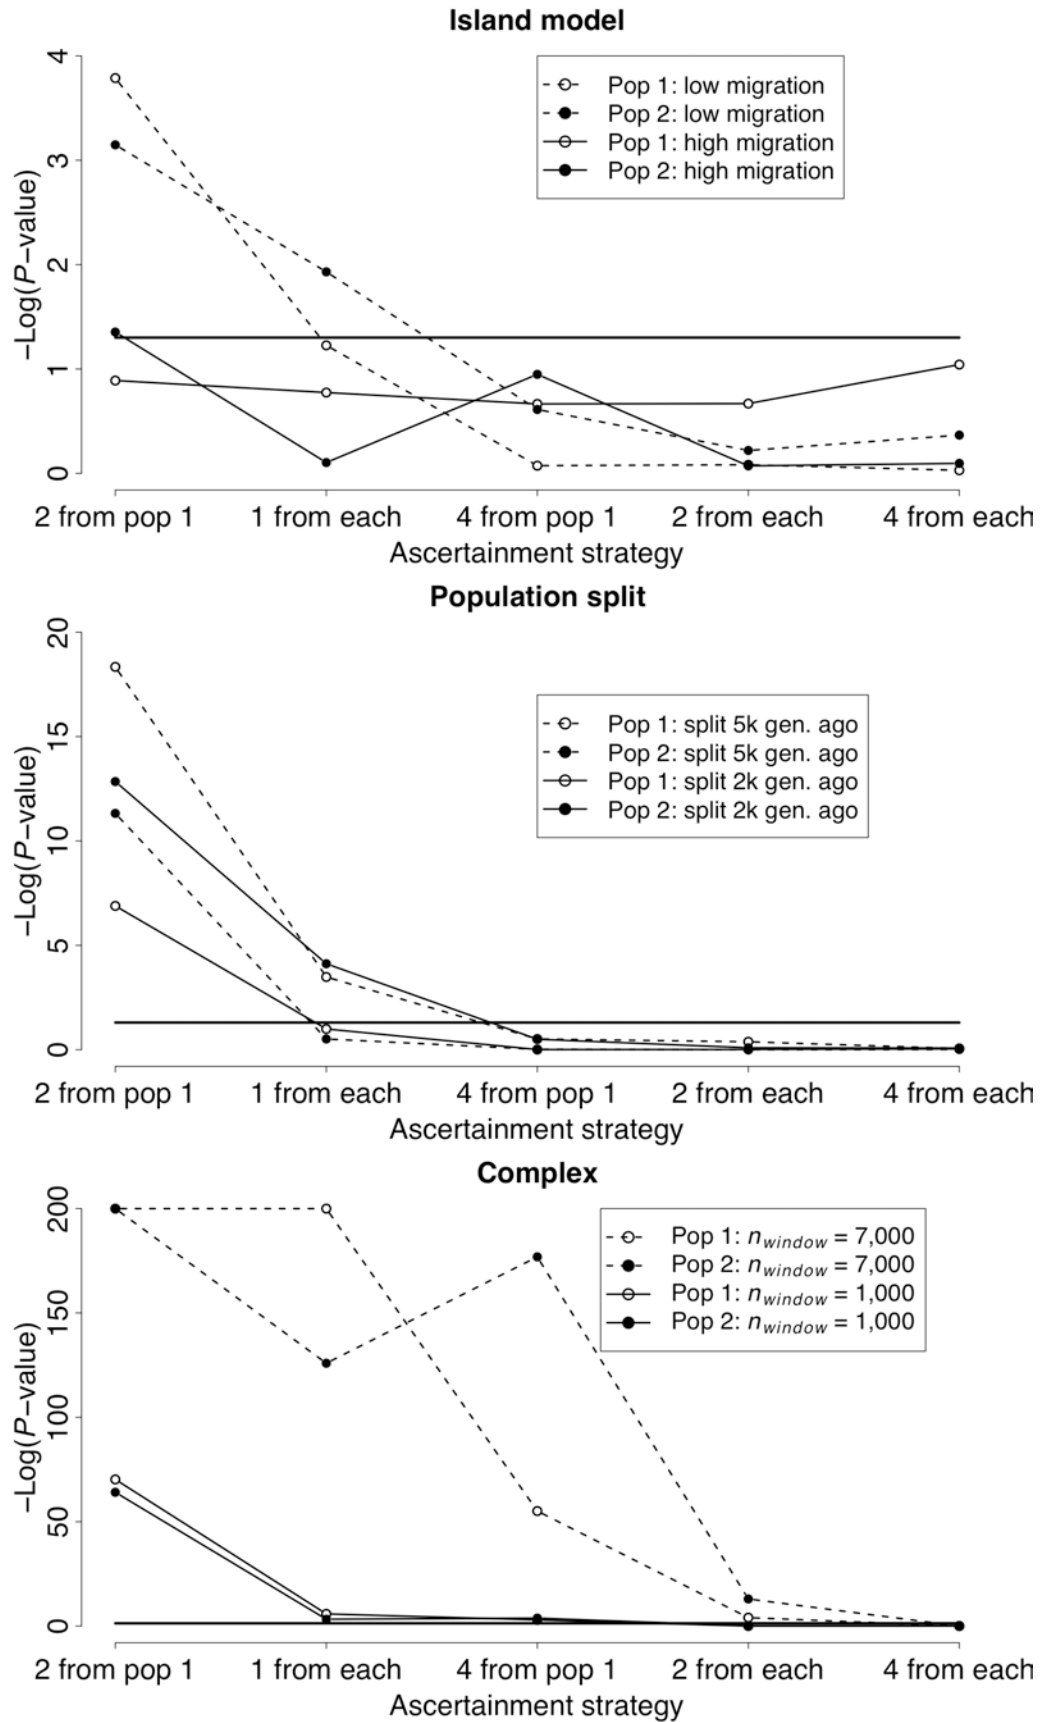 Island model
4
3
2
1
0
−Log(P−value)
Pop 1: low migration
Pop 2: low migration
Pop 1: high migration
Pop 2: high migration
2 from pop 1 1 from each 4 from pop 1 2 from each 4 from each
Ascertainment strategy
Population split
20
15
10
5
0
−Log(P−value)
Pop 1: split 5k gen. ago
Pop 2: split 5k gen. ago
Pop 1: split 2k gen. ago
Pop 2: split 2k gen. ago
2 from pop 1 1 from each 4 from pop 1 2 from each 4 from each
Ascertainment strategy
Complex
200
150
100
50
0
−Log(P−value)
Pop 1: nwindow = 7,000
Pop 2: nwindow = 7,000
Pop 1: nwindow = 1,000
Pop 2: nwindow = 1,000
2 from pop 1 1 from each 4 from pop 1 2 from each 4 from each
Ascertainment strategy